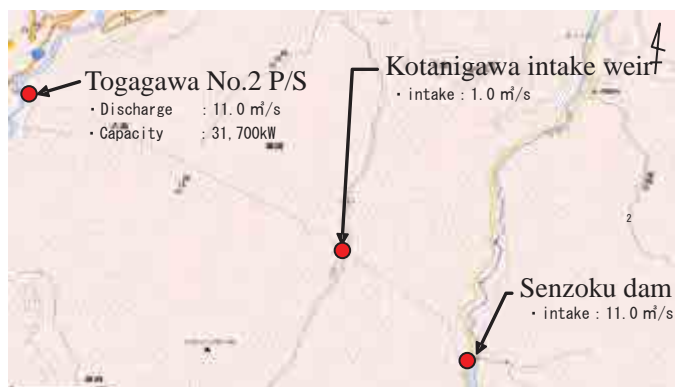 Togagawa No.2 P/S
・Discharge : 11.0 ㎥/s
・Capacity : 31,700kW
Kotanigawa intake weir
・intake : 1.0 ㎥/s
2
Senzoku dam
・intake : 11.0 ㎥/s